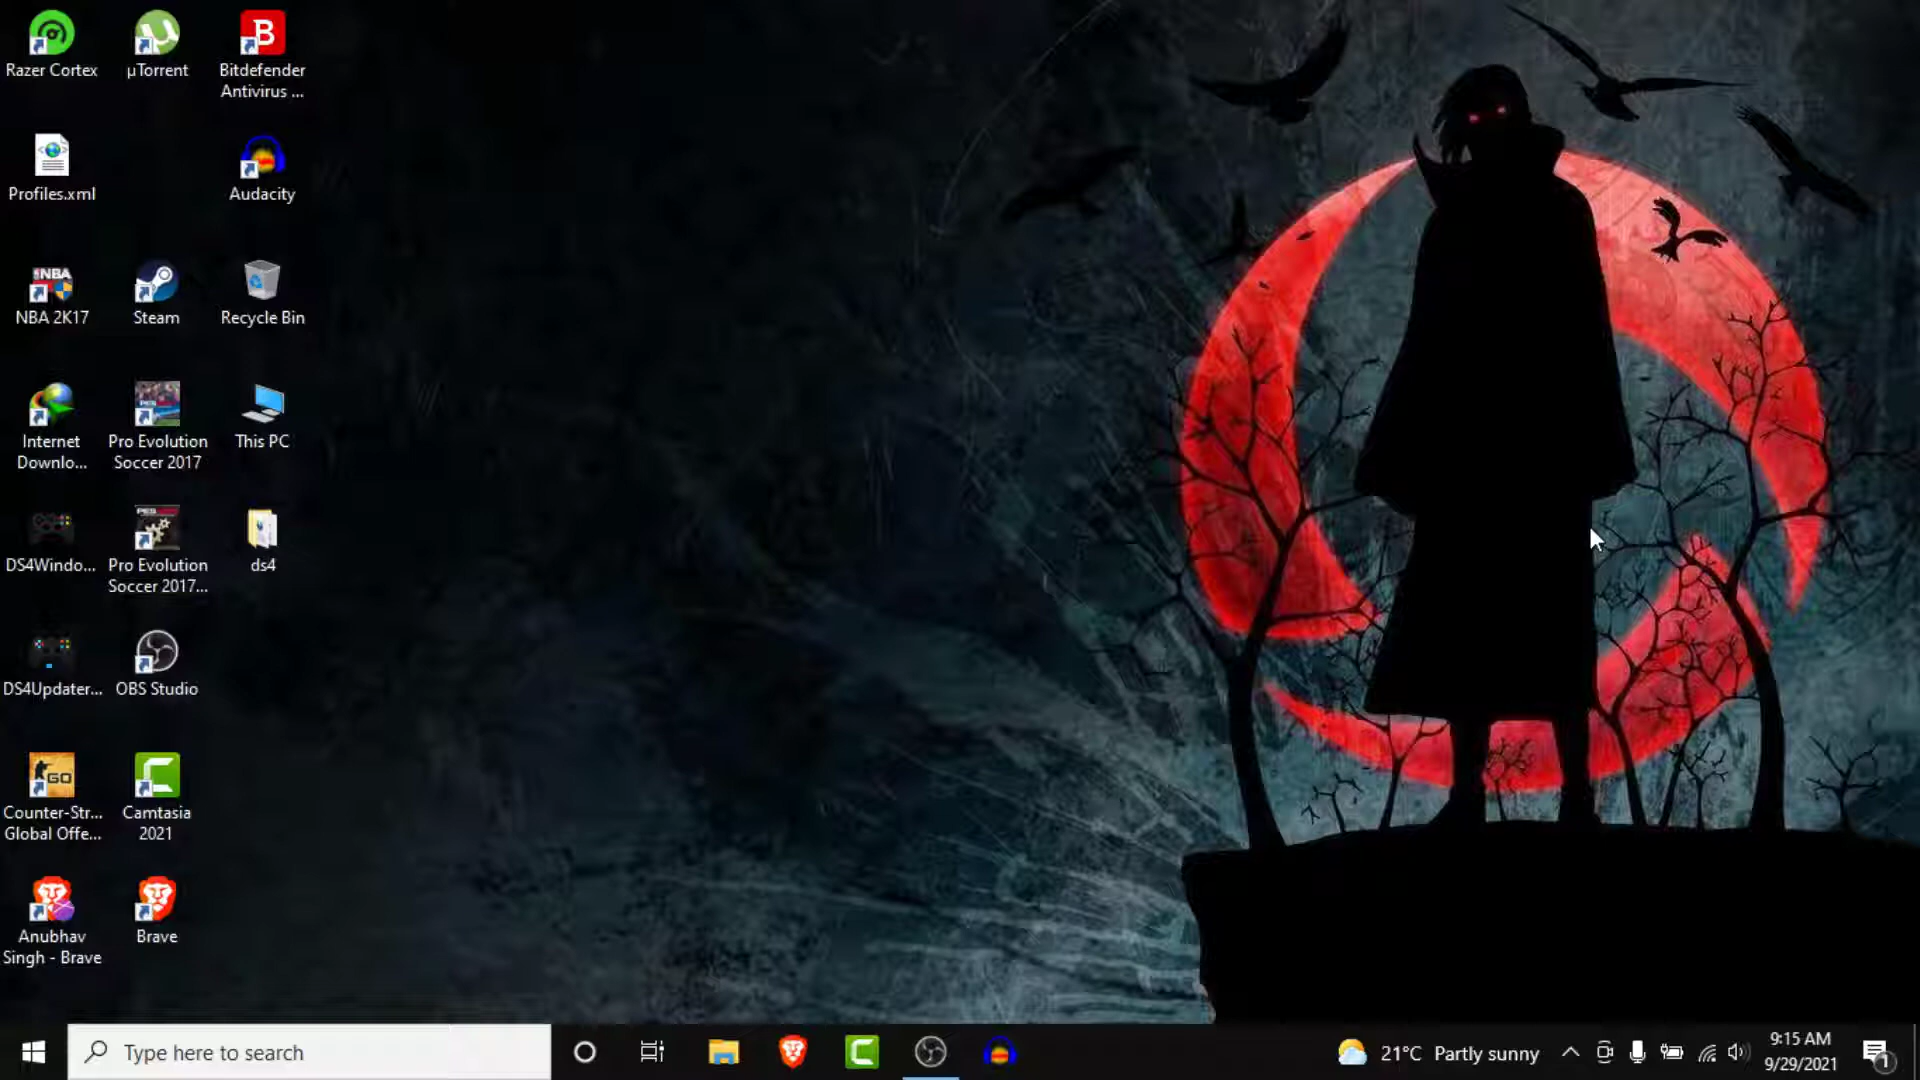 Razer Cortex
µTorrent
Bitdefender
Antivirus ...
Profiles.xml
Audacity
NBA 2K17
Steam
Recycle Bin
Internet
Downlo...
Pro Evolution
Soccer 2017
This PC
DS4Windo...
Pro Evolution
Soccer 2017...
ds4
DS4Updater...
OBS Studio
Counter-Str...
Global Offe...
Camtasia
2021
Anubhav
Singh - Brave
Brave
Type here to search
21°C Partly sunny
9:15 AM
9/29/2021
1